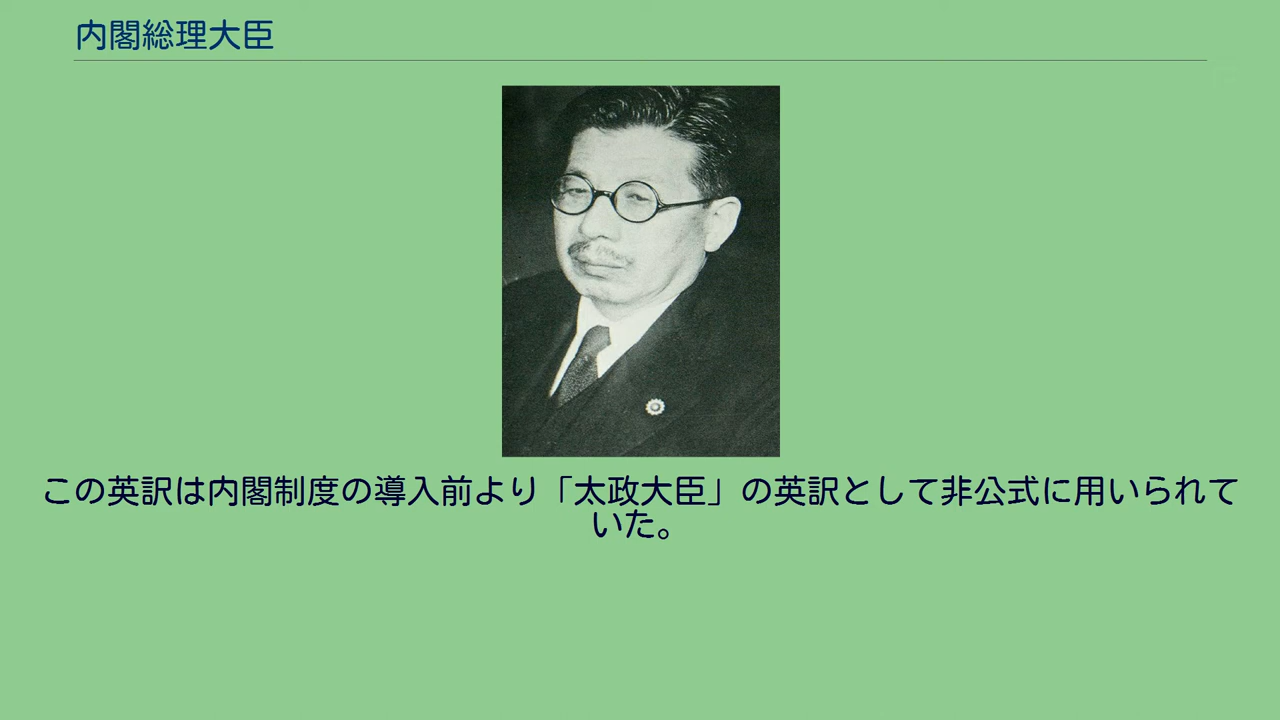 内閣総理大臣
この英訳は内閣制度の導入前より「太政大臣」の英訳として非公式に用いられて
いた。